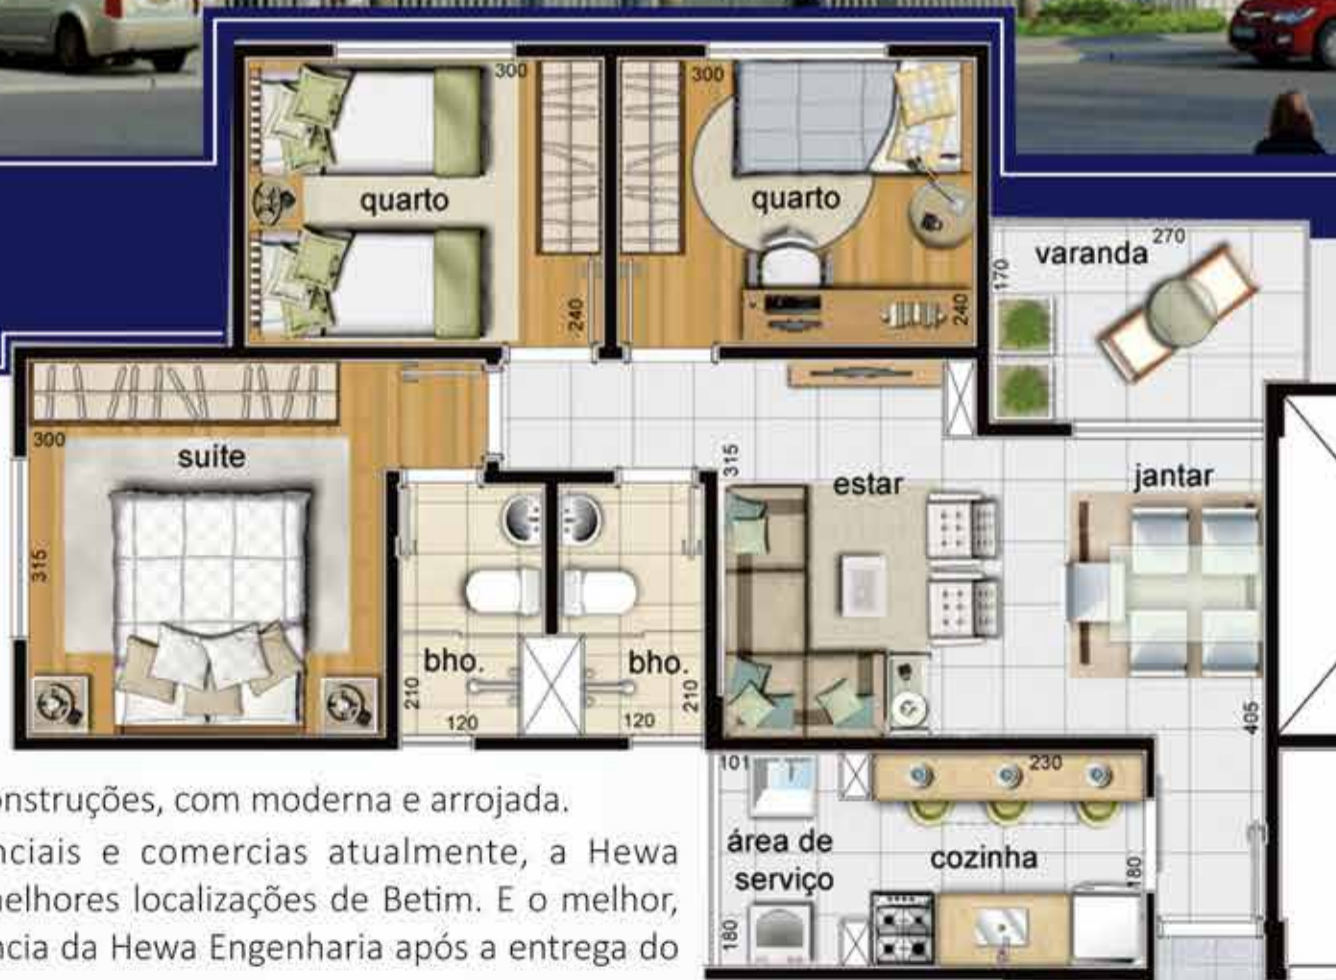 300
300
quarto
quarto
240
240
varanda
270
170
300
suíte
315
315
estar
jantar
bho.
bho.
210
210
120
120
405
101
230
área de
serviço
cozinha
180
180
onstruções, com moderna e arrojada.
nciais e comercias atualmente, a Hewa
nelhores localizações de Betim. E o melhor,
ncia da Hewa Engenharia após a entrega do